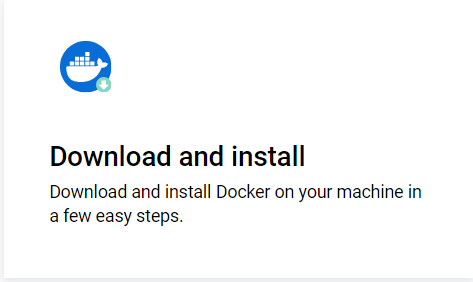 Download and install
Download and install Docker on your machine in
a few easy steps.